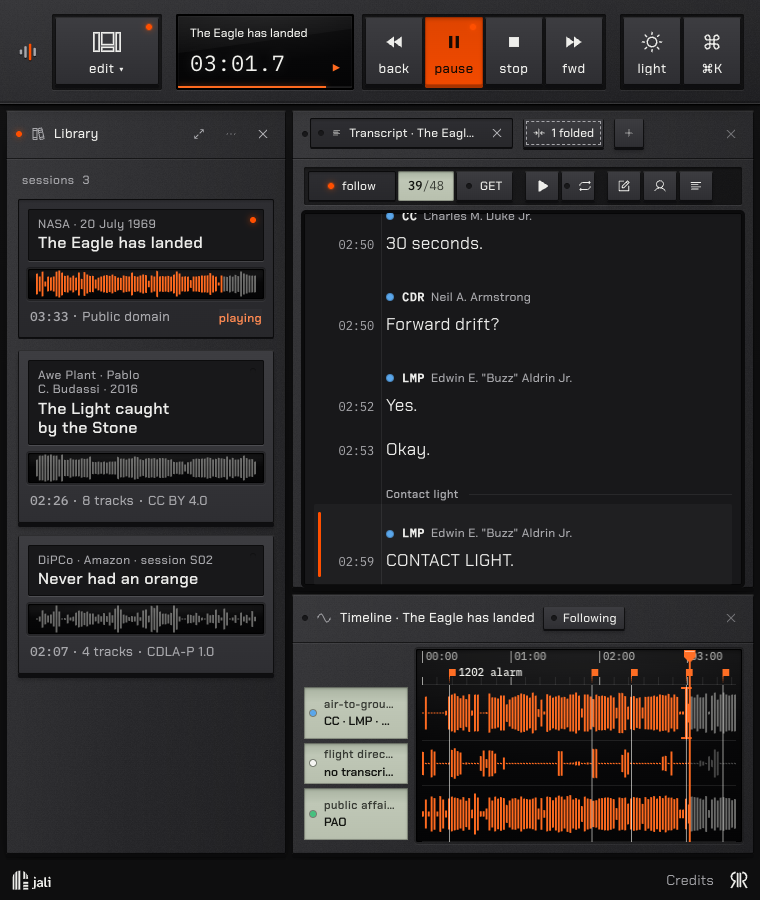 The Eagle has landed
03:01.7
edit
back
pause
stop
fwd
light
⌘K
Library
sessions 3
NASA · 20 July 1969
The Eagle has landed
03:33 · Public domain
playing
Awe Plant · Pablo
C. Budassi · 2016
The Light caught
by the Stone
02:26 · 8 tracks · CC BY 4.0
DiPCo · Amazon · session S02
Never had an orange
02:07 · 4 tracks · CDLA-P 1.0
Transcript · The Eagl...
1 folded
+
follow
39/48
GET
CC Charles M. Duke Jr.
02:50 30 seconds.
CDR Neil A. Armstrong
02:50 Forward drift?
LMP Edwin E. "Buzz" Aldrin Jr.
02:52 Yes.
02:53 Okay.
Contact light
LMP Edwin E. "Buzz" Aldrin Jr.
02:59 CONTACT LIGHT.
Timeline · The Eagle has landed
Following
00:00 01:00 02:00 03:00
1202 alarm
air-to-grou...
CC · LMP · ...
flight direc...
no transcri...
public affai...
PAO
jali
Credits